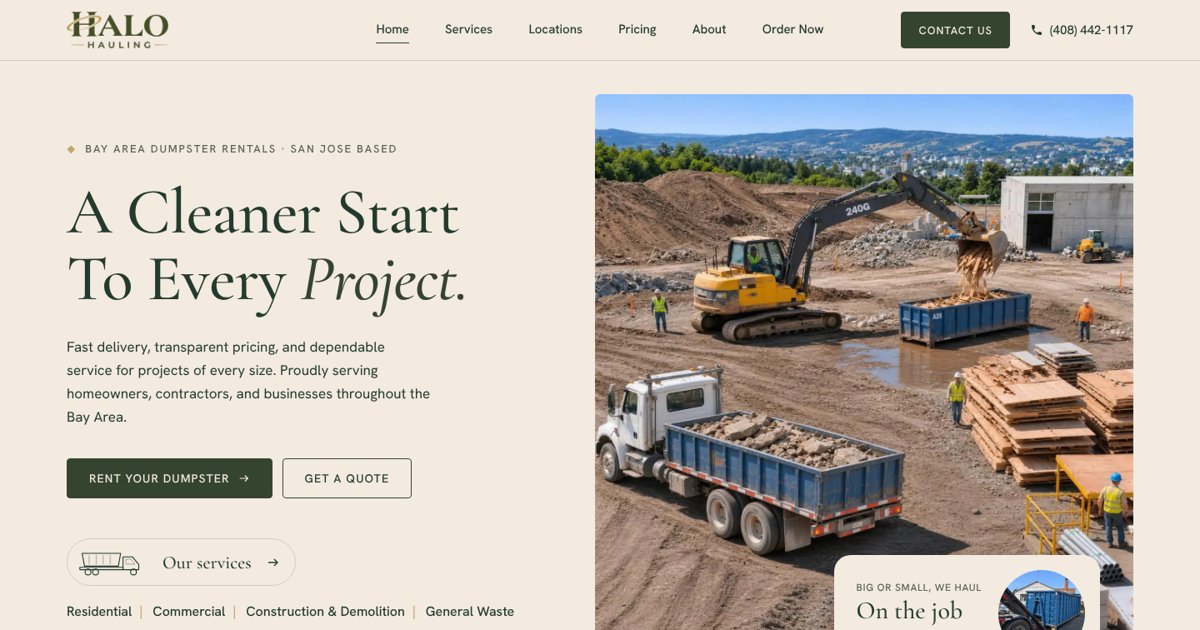 HALO
HAULING
Home
Services
Locations
Pricing
About
Order Now
CONTACT US
(408) 442-1117
BAY AREA DUMPSTER RENTALS · SAN JOSE BASED
A Cleaner Start
To Every Project.
Fast delivery, transparent pricing, and dependable
service for projects of every size. Proudly serving
homeowners, contractors, and businesses throughout the
Bay Area.
RENT YOUR DUMPSTER →
GET A QUOTE
Our services →
Residential | Commercial | Construction & Demolition | General Waste
240G
BIG OR SMALL, WE HAUL
On the job